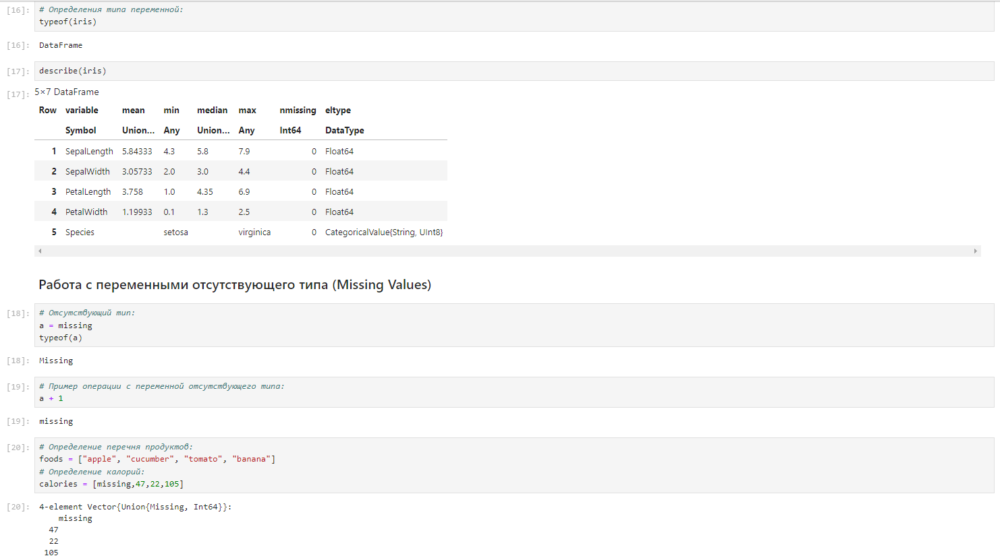 [16]: # Определения типа переменной:
typeof(iris)
[16]: DataFrame
[17]: describe(iris)
[17]: 5×7 DataFrame
Row variable mean min median max nmissing eltype
Symbol Union… Any Union… Any Int64 DataType
1 SepalLength 5.84333 4.3 5.8 7.9 0 Float64
2 SepalWidth 3.05733 2.0 3.0 4.4 0 Float64
3 PetalLength 3.758 1.0 4.35 6.9 0 Float64
4 PetalWidth 1.19933 0.1 1.3 2.5 0 Float64
5 Species setosa virginica 0 CategoricalValue{String, UInt8}
Работа с переменными отсутствующего типа (Missing Values)
[18]: # Отсутствующий тип:
a = missing
typeof(a)
[18]: Missing
[19]: # Пример операции с переменной отсутствующего типа:
a + 1
[19]: missing
[20]: # Определение перечня продуктов:
foods = ["apple", "cucumber", "tomato", "banana"]
# Определение калорий:
calories = [missing,47,22,105]
[20]: 4-element Vector{Union{Missing, Int64}}:
missing
47
22
105